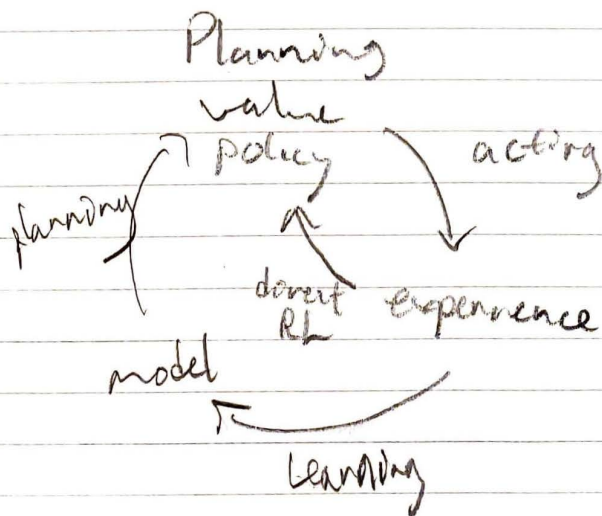 Planning
value
policy
acting
planning
direct
RL
experience
model
Learning